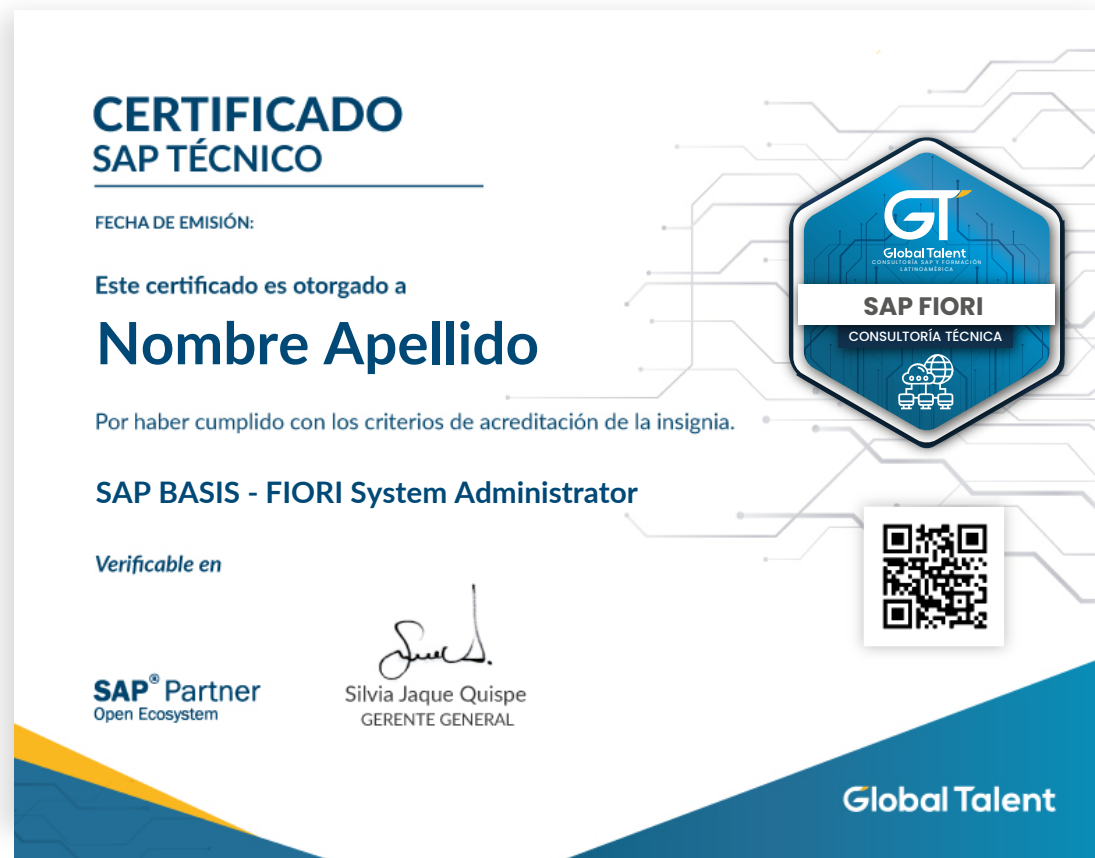 CERTIFICADO
SAP TÉCNICO
FECHA DE EMISIÓN:
Este certificado es otorgado a
Nombre Apellido
Por haber cumplido con los criterios de acreditación de la insignia.
SAP BASIS - FIORI System Administrator
Verificable en
SAP® Partner
Open Ecosystem
Silvia Jaque Quispe
GERENTE GENERAL
GT
Global Talent
CONSULTORÍA SAP Y FORMACIÓN
LATINOAMÉRICA
SAP FIORI
CONSULTORÍA TÉCNICA
Global Talent